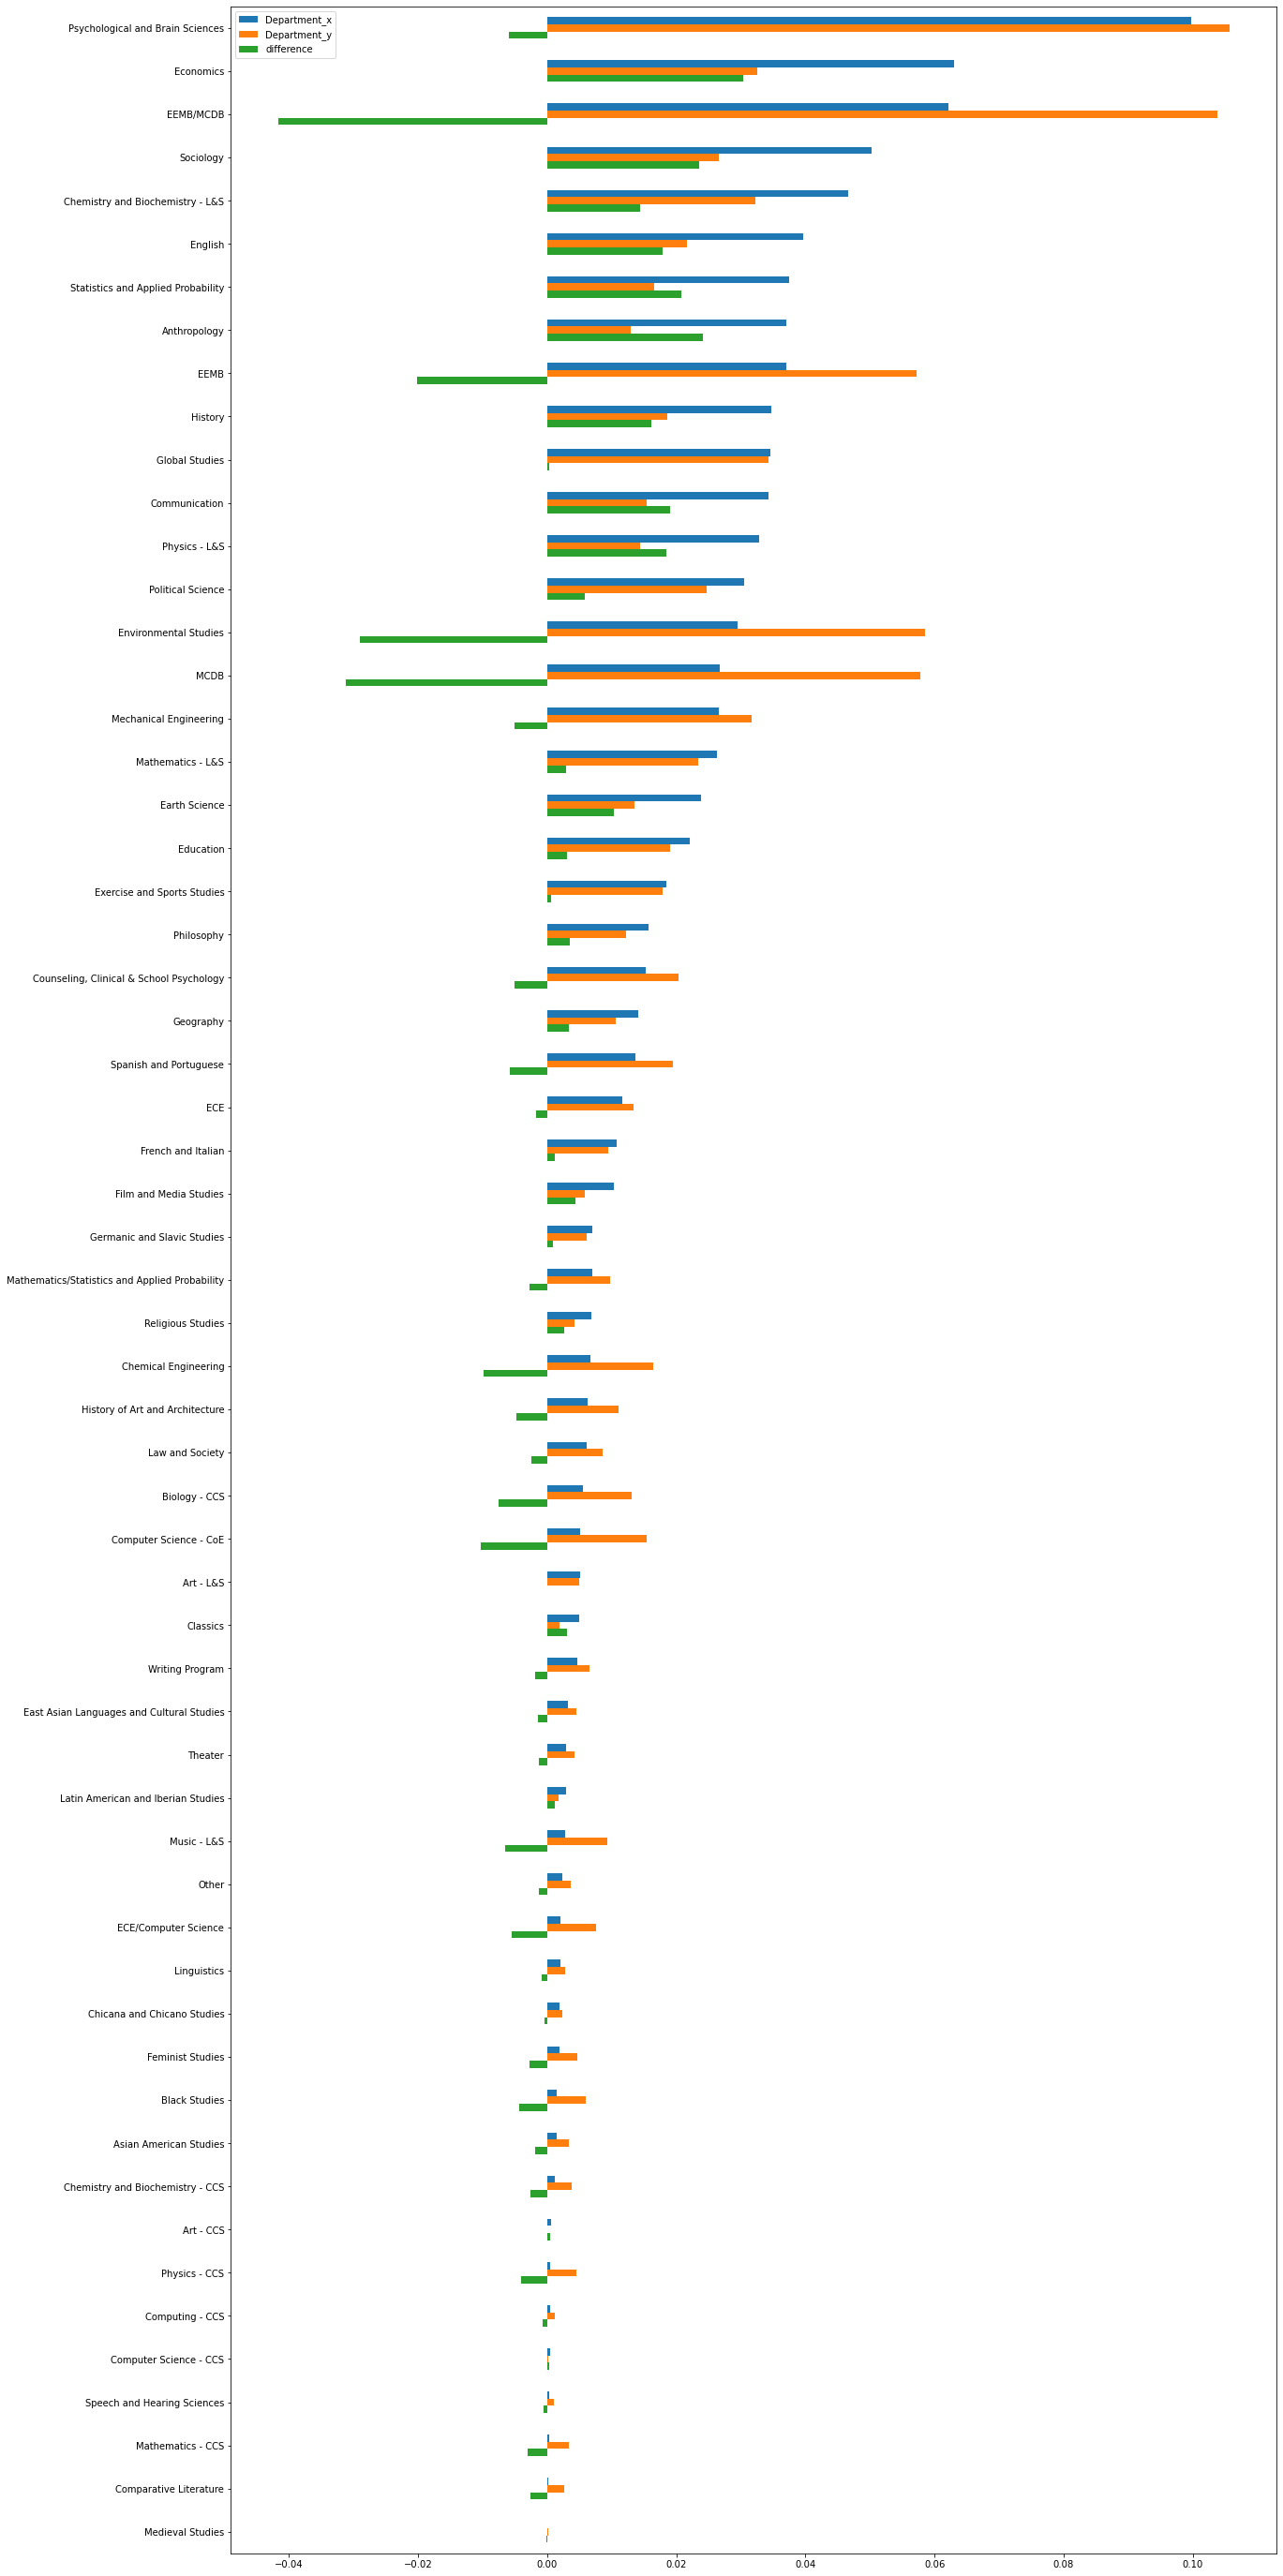 Department_x
Department_y
difference
Psychological and Brain Sciences
Economics
EEMB/MCDB
Sociology
Chemistry and Biochemistry - L&S
English
Statistics and Applied Probability
Anthropology
EEMB
History
Global Studies
Communication
Physics - L&S
Political Science
Environmental Studies
MCDB
Mechanical Engineering
Mathematics - L&S
Earth Science
Education
Exercise and Sports Studies
Philosophy
Counseling, Clinical & School Psychology
Geography
Spanish and Portuguese
ECE
French and Italian
Film and Media Studies
Germanic and Slavic Studies
Mathematics/Statistics and Applied Probability
Religious Studies
Chemical Engineering
History of Art and Architecture
Law and Society
Biology - CCS
Computer Science - CoE
Art - L&S
Classics
Writing Program
East Asian Languages and Cultural Studies
Theater
Latin American and Iberian Studies
Music - L&S
Other
ECE/Computer Science
Linguistics
Chicana and Chicano Studies
Feminist Studies
Black Studies
Asian American Studies
Chemistry and Biochemistry - CCS
Art - CCS
Physics - CCS
Computing - CCS
Computer Science - CCS
Speech and Hearing Sciences
Mathematics - CCS
Comparative Literature
Medieval Studies
−0.04 −0.02 0.00 0.02 0.04 0.06 0.08 0.10